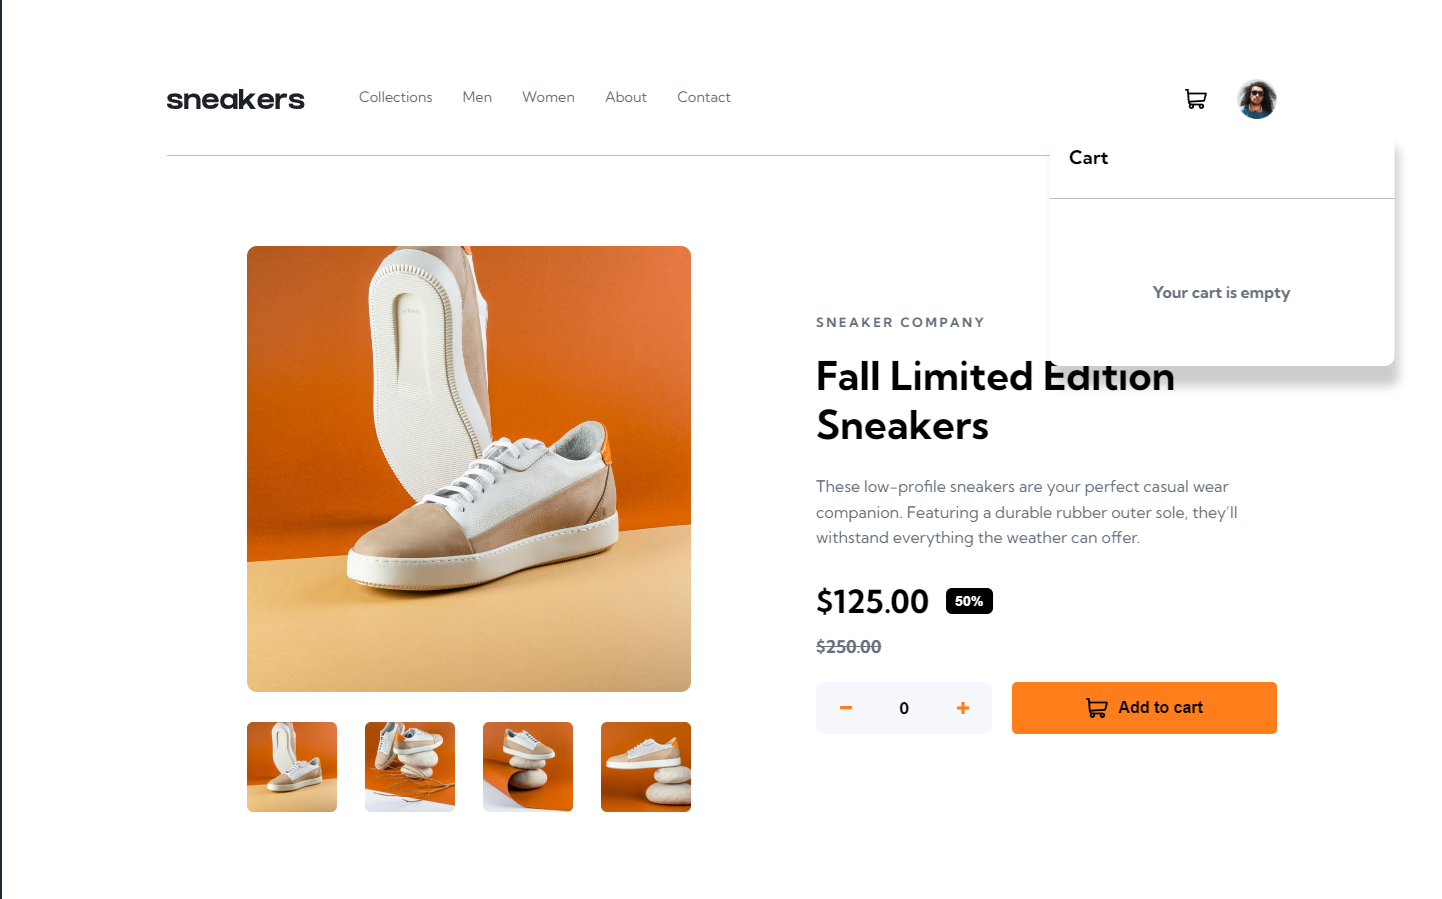 sneakers
Collections
Men
Women
About
Contact
Cart
Your cart is empty
SNEAKER COMPANY
Fall Limited Edition
Sneakers
These low-profile sneakers are your perfect casual wear
companion. Featuring a durable rubber outer sole, they’ll
withstand everything the weather can offer.
$125.00
50%
$250.00
0
Add to cart